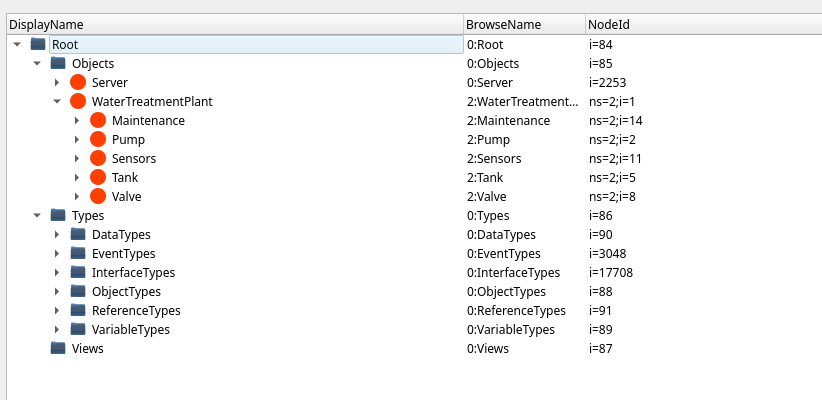 DisplayName BrowseName NodeId
Root 0:Root i=84
Objects 0:Objects i=85
Server 0:Server i=2253
WaterTreatmentPlant 2:WaterTreatment... ns=2;i=1
Maintenance 2:Maintenance ns=2;i=14
Pump 2:Pump ns=2;i=2
Sensors 2:Sensors ns=2;i=11
Tank 2:Tank ns=2;i=5
Valve 2:Valve ns=2;i=8
Types 0:Types i=86
DataTypes 0:DataTypes i=90
EventTypes 0:EventTypes i=3048
InterfaceTypes 0:InterfaceTypes i=17708
ObjectTypes 0:ObjectTypes i=88
ReferenceTypes 0:ReferenceTypes i=91
VariableTypes 0:VariableTypes i=89
Views 0:Views i=87